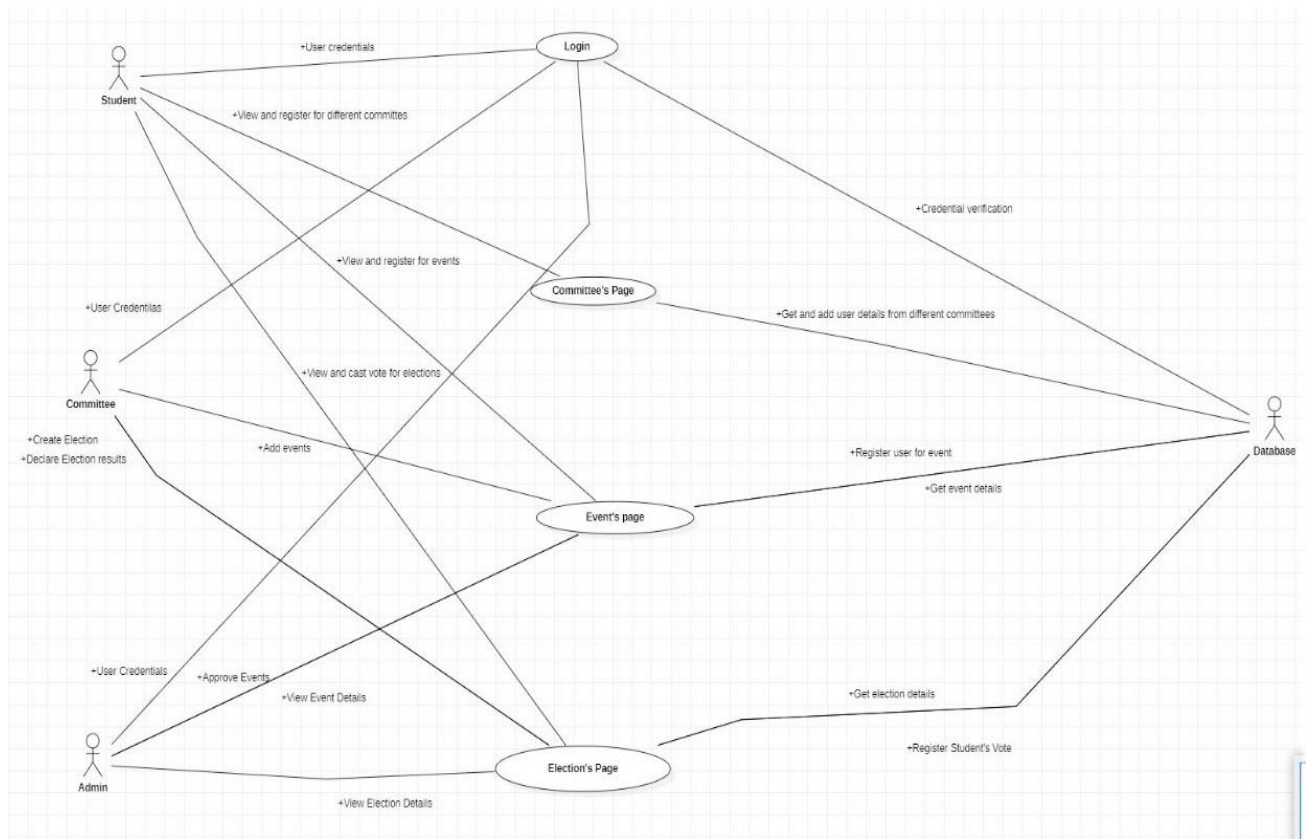 Login
+User credentials
Student
+View and register for different committes
+Credential verification
+View and register for events
Committee's Page
+User Credentilas
+Get and add user details from different committees
+View and cast vote for elections
Committee
+Create Election
+Declare Election results
+Add events
Database
+Register user for event
+Get event details
Event's page
+User Credentials
+Approve Events
+View Event Details
+Get election details
+Register Student's Vote
Election's Page
Admin
+View Election Details